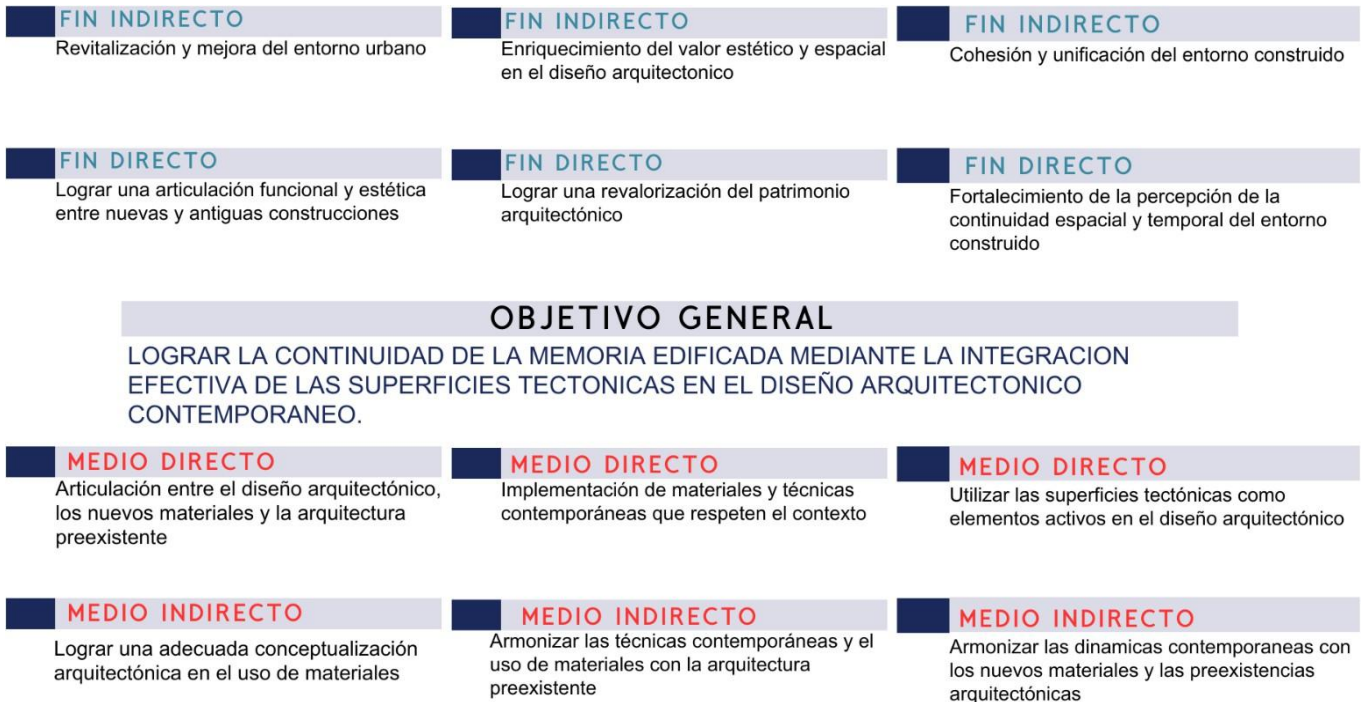 FIN INDIRECTO
Revitalización y mejora del entorno urbano
FIN INDIRECTO
Enriquecimiento del valor estético y espacial
en el diseño arquitectonico
FIN INDIRECTO
Cohesión y unificación del entorno construido
FIN DIRECTO
Lograr una articulación funcional y estética
entre nuevas y antiguas construcciones
FIN DIRECTO
Lograr una revalorización del patrimonio
arquitectónico
FIN DIRECTO
Fortalecimiento de la percepción de la
continuidad espacial y temporal del entorno
construido
OBJETIVO GENERAL
LOGRAR LA CONTINUIDAD DE LA MEMORIA EDIFICADA MEDIANTE LA INTEGRACION
EFECTIVA DE LAS SUPERFICIES TECTONICAS EN EL DISEÑO ARQUITECTONICO
CONTEMPORANEO.
MEDIO DIRECTO
Articulación entre el diseño arquitectónico,
los nuevos materiales y la arquitectura
preexistente
MEDIO DIRECTO
Implementación de materiales y técnicas
contemporáneas que respeten el contexto
MEDIO DIRECTO
Utilizar las superficies tectónicas como
elementos activos en el diseño arquitectónico
MEDIO INDIRECTO
Lograr una adecuada conceptualización
arquitectónica en el uso de materiales
MEDIO INDIRECTO
Armonizar las técnicas contemporáneas y el
uso de materiales con la arquitectura
preexistente
MEDIO INDIRECTO
Armonizar las dinamicas contemporaneas con
los nuevos materiales y las preexistencias
arquitectónicas